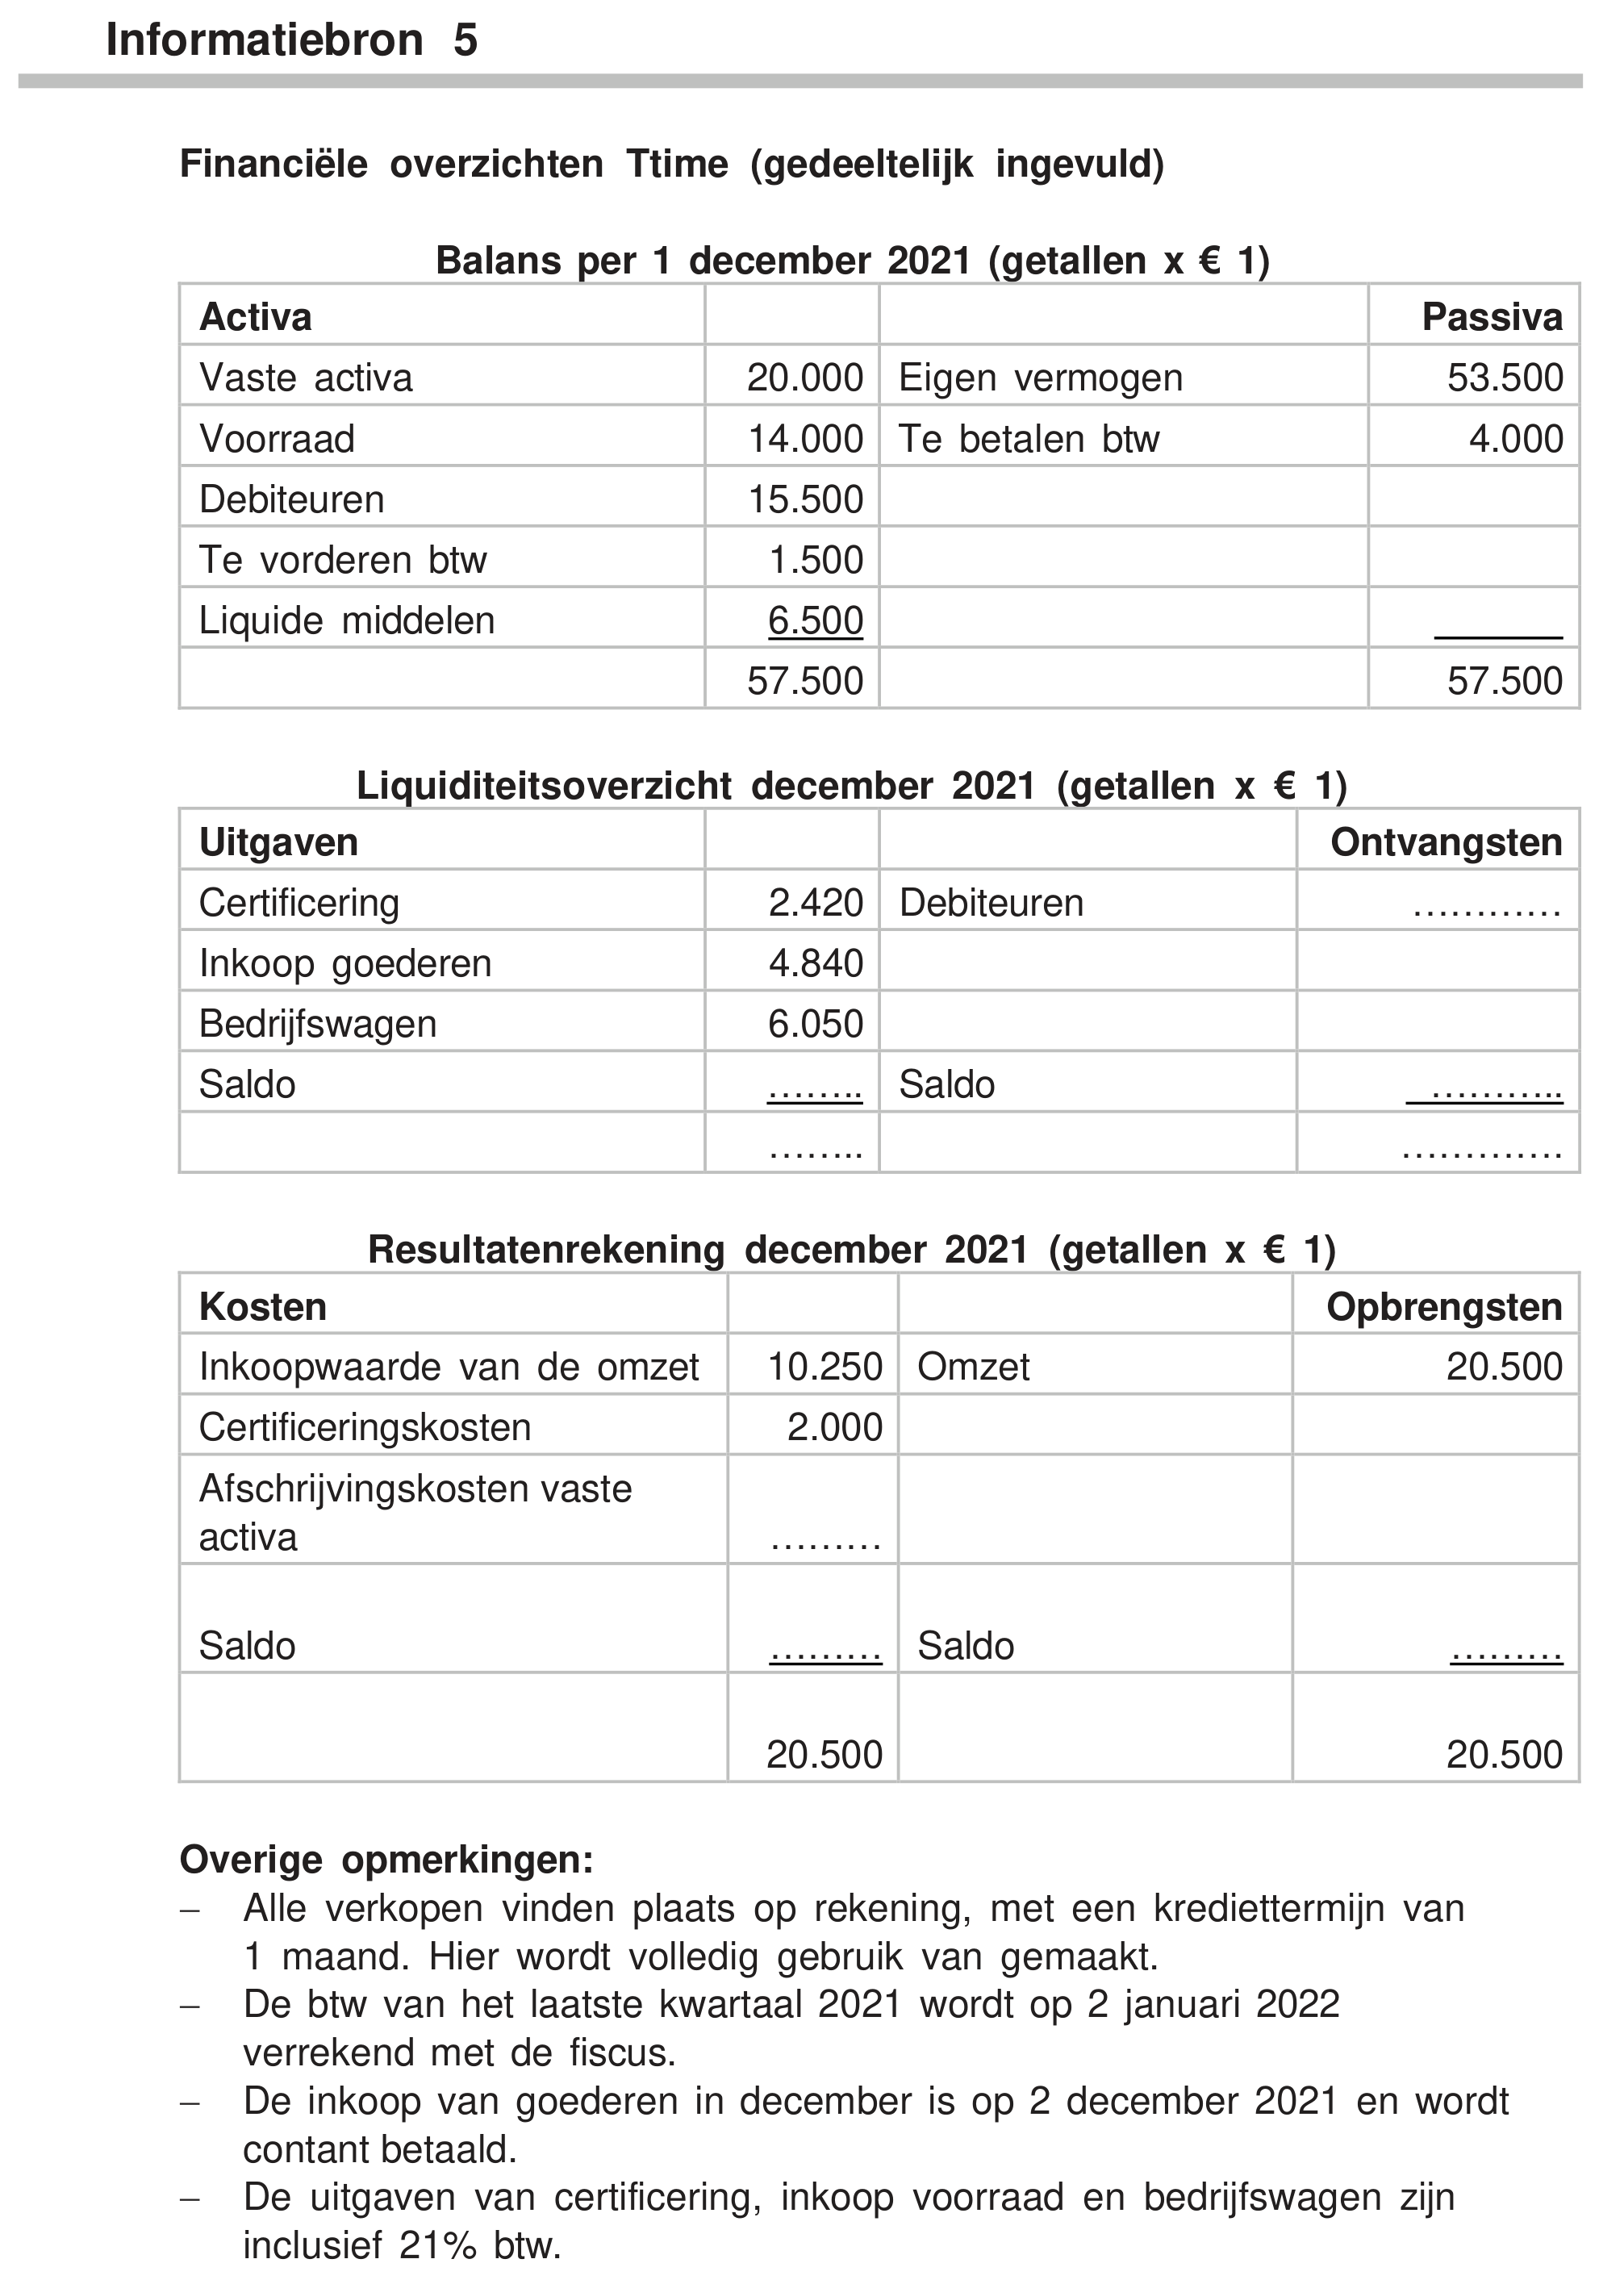 Informatiebron 5
Financiële overzichten Ttime (gedeeltelijk ingevuld)
Balans per 1 december 2021 (getallen x € 1)
Activa Passiva
Vaste activa 20.000 Eigen vermogen 53.500
Voorraad 14.000 Te betalen btw 4.000
Debiteuren 15.500
Te vorderen btw 1.500
Liquide middelen 6.500
57.500 57.500
Liquiditeitsoverzicht december 2021 (getallen x € 1)
Uitgaven Ontvangsten
Certificering 2.420 Debiteuren …………
Inkoop goederen 4.840
Bedrijfswagen 6.050
Saldo …….. Saldo ………..
…….. ………….
Resultatenrekening december 2021 (getallen x € 1)
Kosten Opbrengsten
Inkoopwaarde van de omzet 10.250 Omzet 20.500
Certificeringskosten 2.000
Afschrijvingskosten vaste
activa ………
Saldo ……… Saldo ………
20.500 20.500
Overige opmerkingen:
– Alle verkopen vinden plaats op rekening, met een krediettermijn van
1 maand. Hier wordt volledig gebruik van gemaakt.
– De btw van het laatste kwartaal 2021 wordt op 2 januari 2022
verrekend met de fiscus.
– De inkoop van goederen in december is op 2 december 2021 en wordt
contant betaald.
– De uitgaven van certificering, inkoop voorraad en bedrijfswagen zijn
inclusief 21% btw.